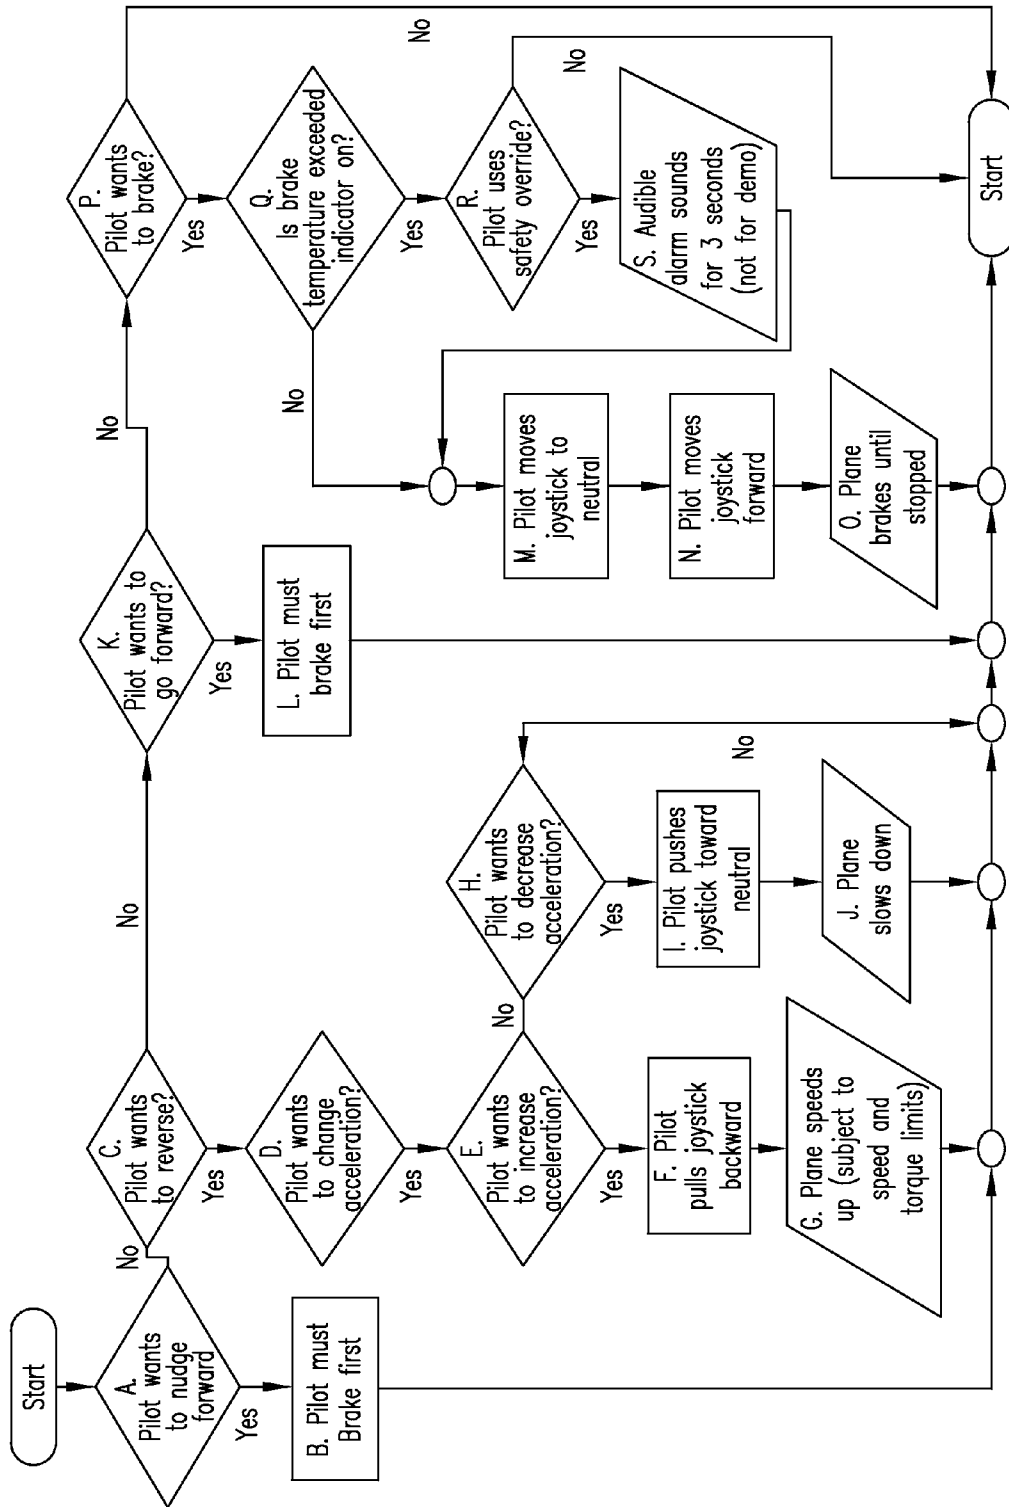 Start
A.
Pilot wants
to nudge
forward
Yes
No
B. Pilot must
Brake first
C.
Pilot wants
to reverse?
Yes
No
D.
Pilot wants
to change
acceleration?
Yes
E.
Pilot wants
to increase
acceleration?
Yes
No
F. Pilot
pulls joystick
backward
G. Plane speeds
up (subject to
speed and
torque limits)
H.
Pilot wants
to decrease
acceleration?
Yes
No
I. Pilot pushes
joystick toward
neutral
J. Plane
slows down
K.
Pilot wants to
go forward?
Yes
No
L. Pilot must
brake first
M. Pilot moves
joystick to
neutral
N. Pilot moves
joystick
forward
O. Plane
brakes until
stopped
P.
Pilot wants
to brake?
Yes
No
Q.
Is brake
temperature exceeded
indicator on?
Yes
No
R.
Pilot uses
safety override?
Yes
No
S. Audible
alarm sounds
for 3 seconds
(not for demo)
Start